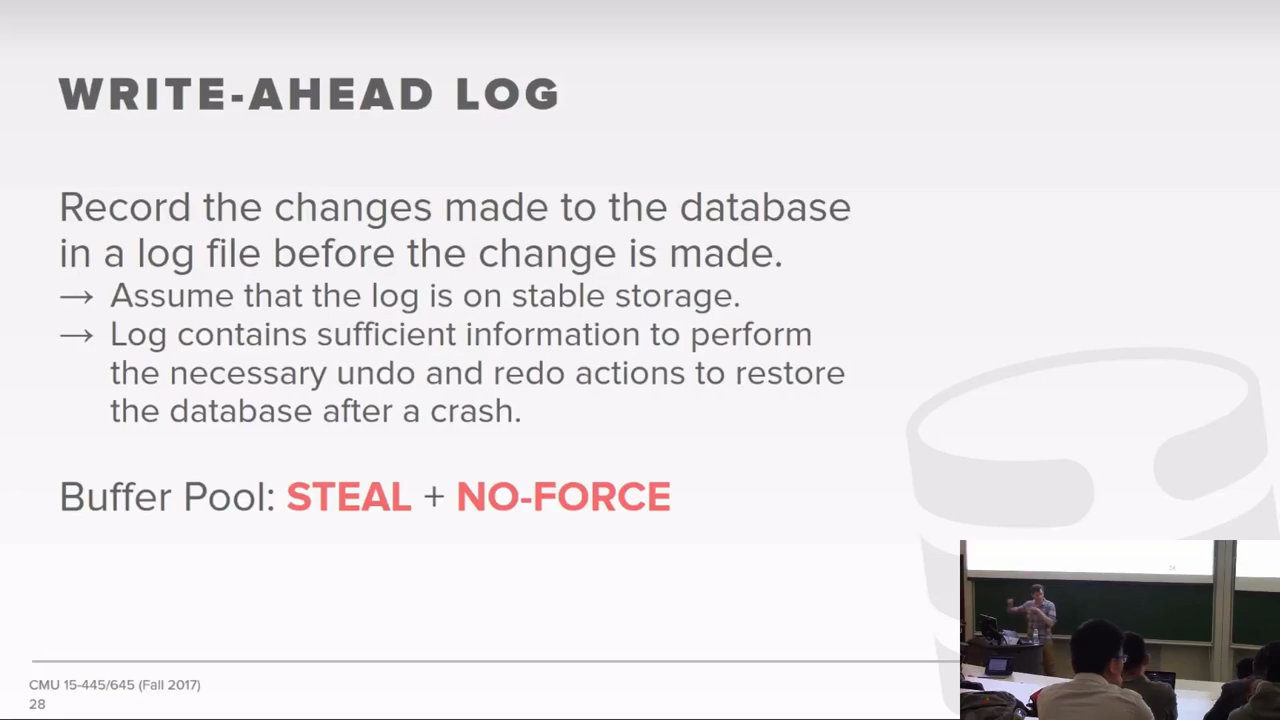 WRITE-AHEAD LOG
Record the changes made to the database
in a log file before the change is made.
→ Assume that the log is on stable storage.
→ Log contains sufficient information to perform
the necessary undo and redo actions to restore
the database after a crash.
Buffer Pool: STEAL + NO-FORCE
CMU 15-445/645 (Fall 2017)
28